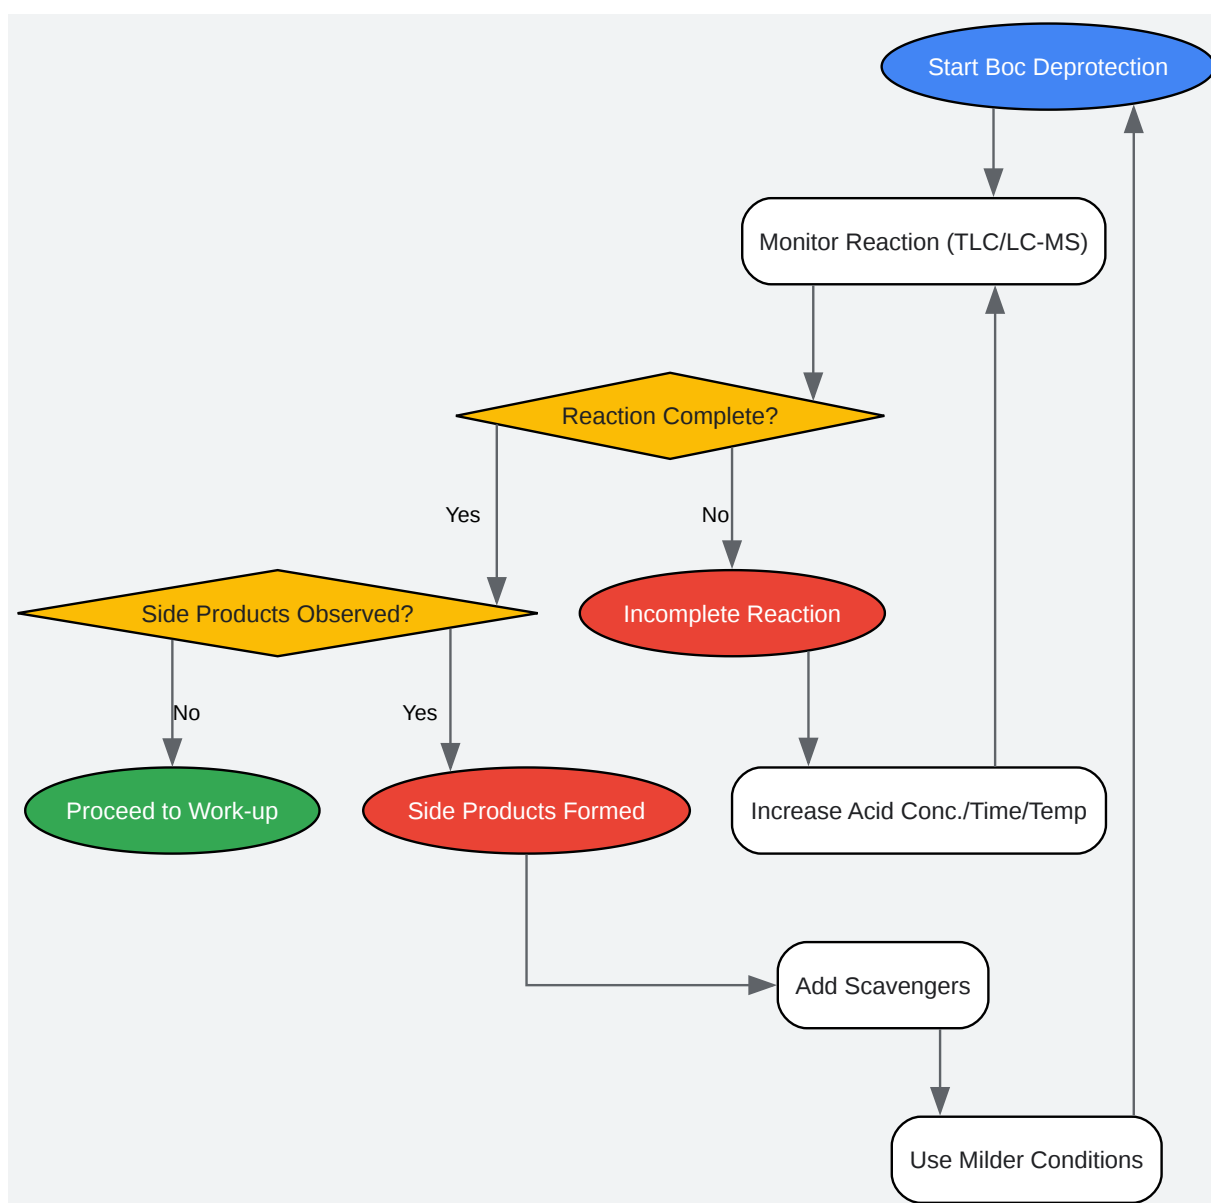 Start Boc Deprotection
Monitor Reaction (TLC/LC-MS)
Reaction Complete?
Yes
No
Side Products Observed?
Incomplete Reaction
No
Yes
Proceed to Work-up
Side Products Formed
Increase Acid Conc./Time/Temp
Add Scavengers
Use Milder Conditions